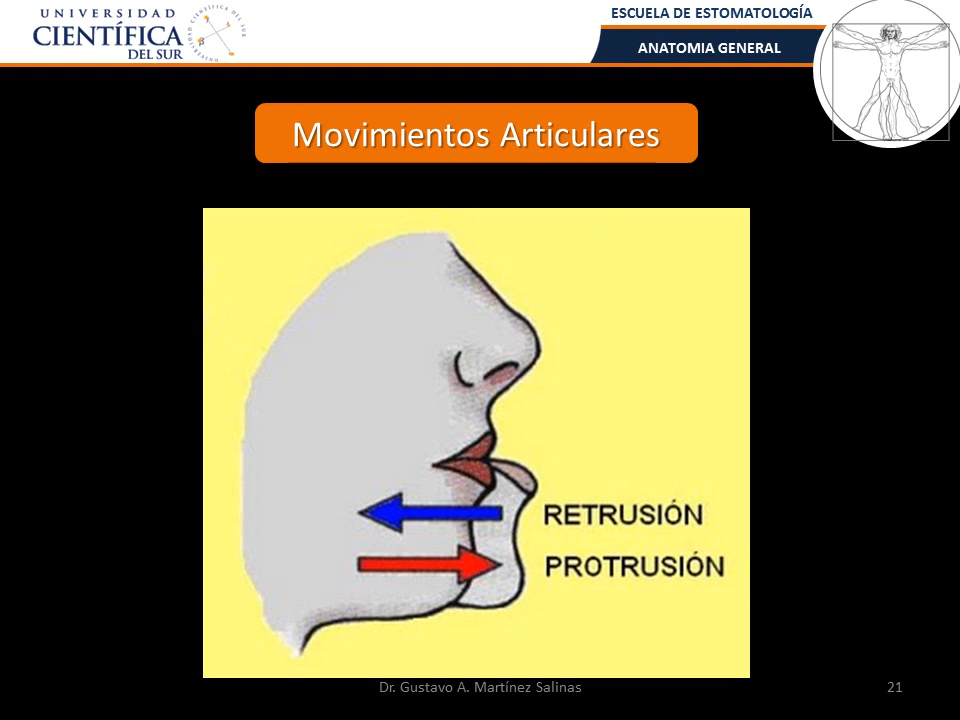 UNIVERSIDAD
CIENTÍFICA
DEL SUR
ESCUELA DE ESTOMATOLOGÍA
ANATOMIA GENERAL
Movimientos Articulares
RETRUSIÓN
PROTRUSIÓN
Dr. Gustavo A. Martínez Salinas
21